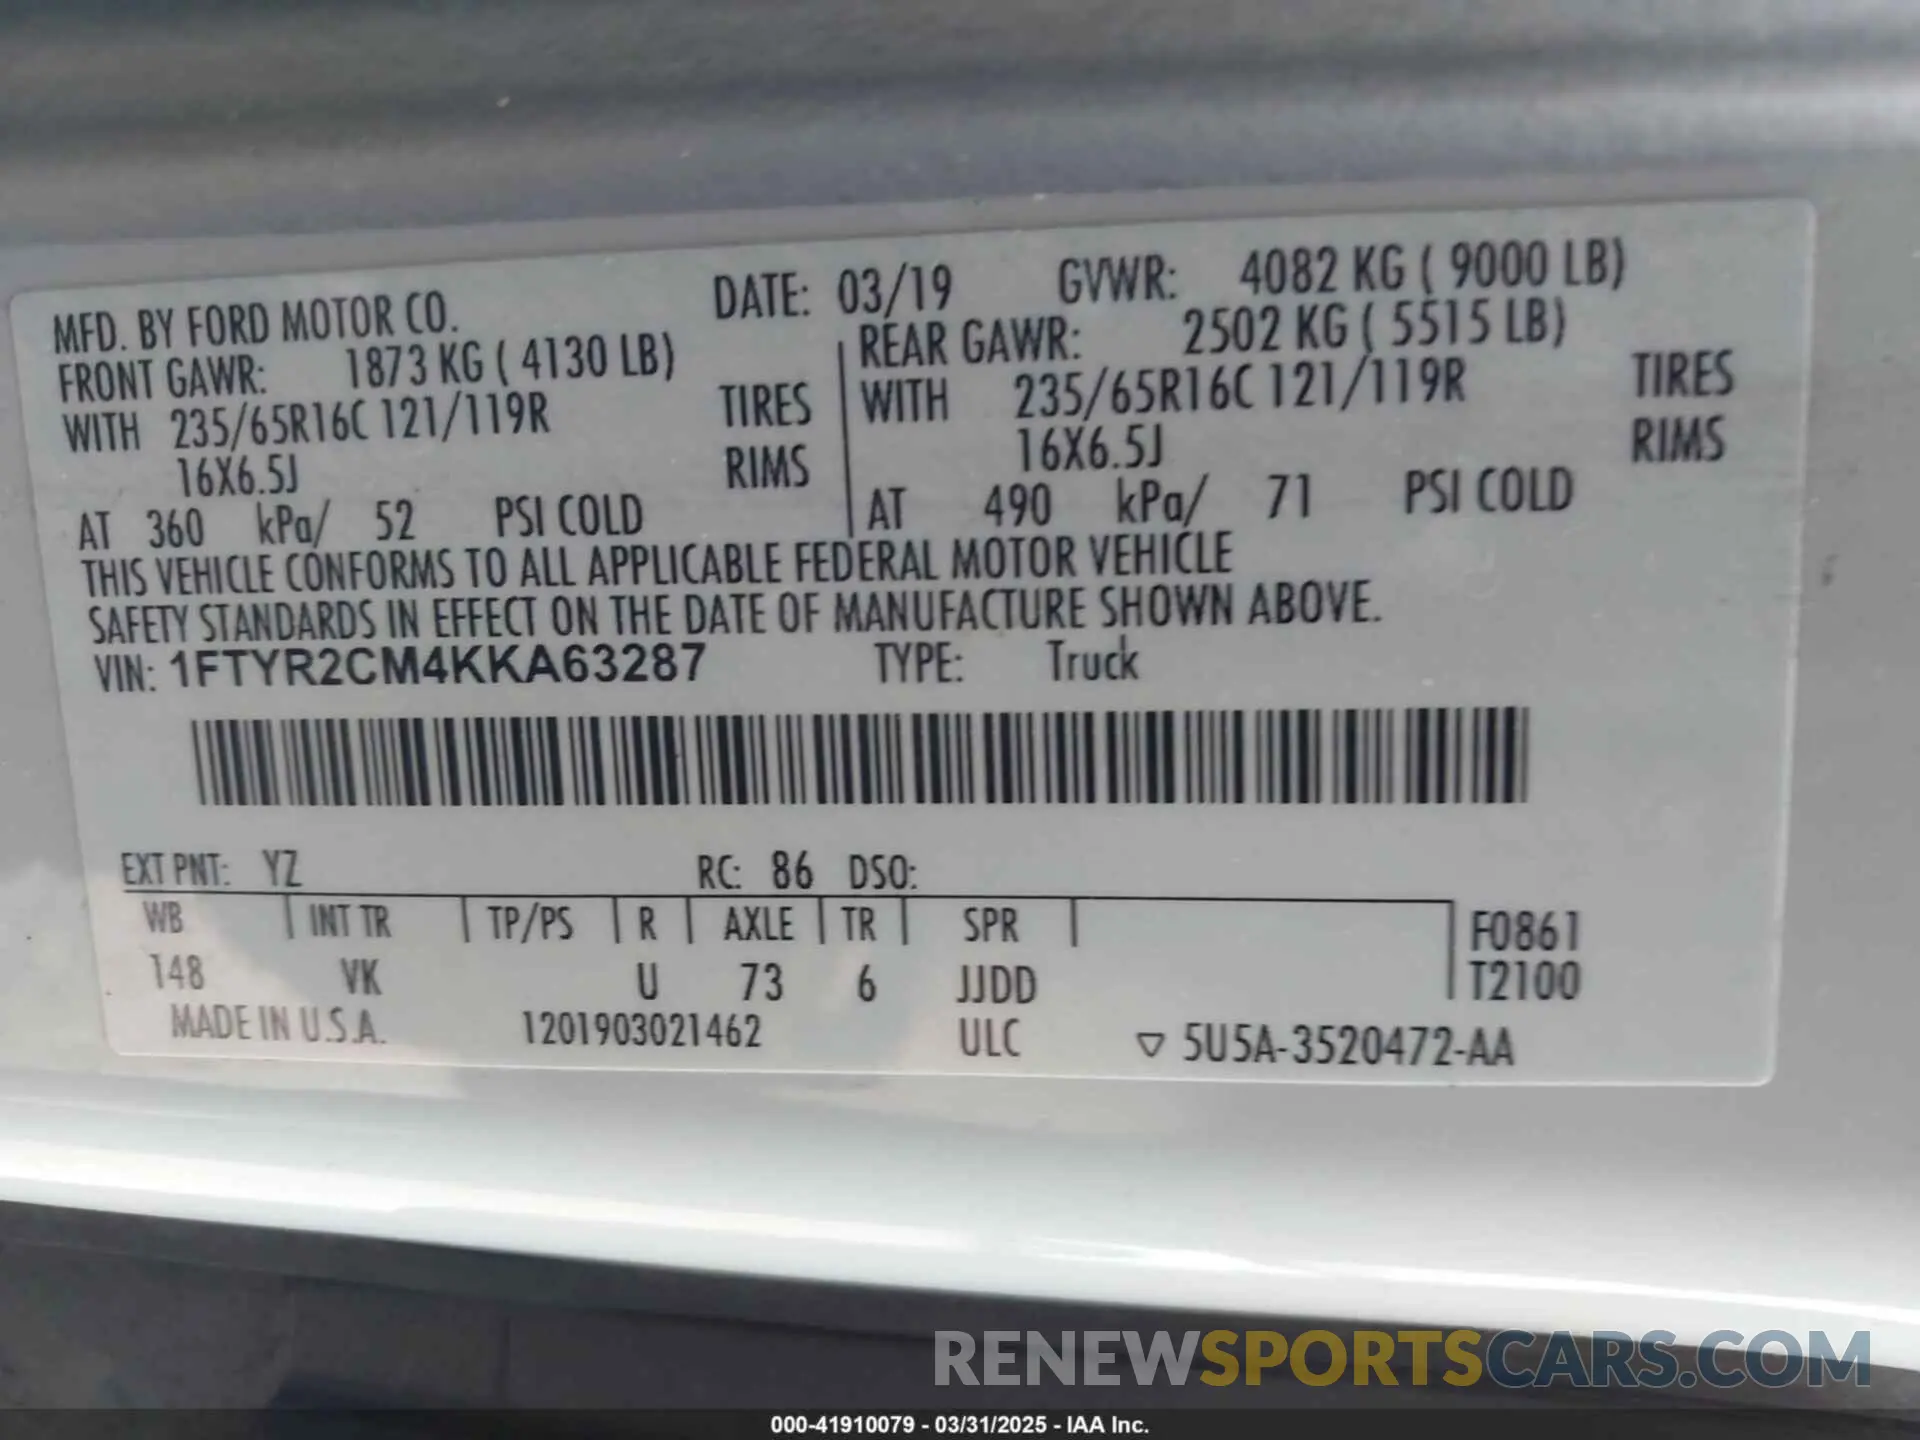 MFD. BY FORD MOTOR CO. DATE: 03/19 GVWR: 4082 KG ( 9000 LB)
FRONT GAWR: 1873 KG ( 4130 LB) REAR GAWR: 2502 KG ( 5515 LB)
WITH 235/65R16C 121/119R TIRES WITH 235/65R16C 121/119R TIRES
16X6.5J RIMS 16X6.5J RIMS
AT 360 kPa/ 52 PSI COLD AT 490 kPa/ 71 PSI COLD
THIS VEHICLE CONFORMS TO ALL APPLICABLE FEDERAL MOTOR VEHICLE
SAFETY STANDARDS IN EFFECT ON THE DATE OF MANUFACTURE SHOWN ABOVE.
VIN: 1FTYR2CM4KKA63287 TYPE: Truck
EXT PNT: YZ RC: 86 DSO:
WB INT TR TP/PS R AXLE TR SPR F0861
148 VK U 73 6 JJDD T2100
MADE IN U.S.A. 1201903021462 ULC ▽ 5U5A-3520472-AA
RENEWSPORTSCARS.COM
000-41910079 - 03/31/2025 - IAA Inc.